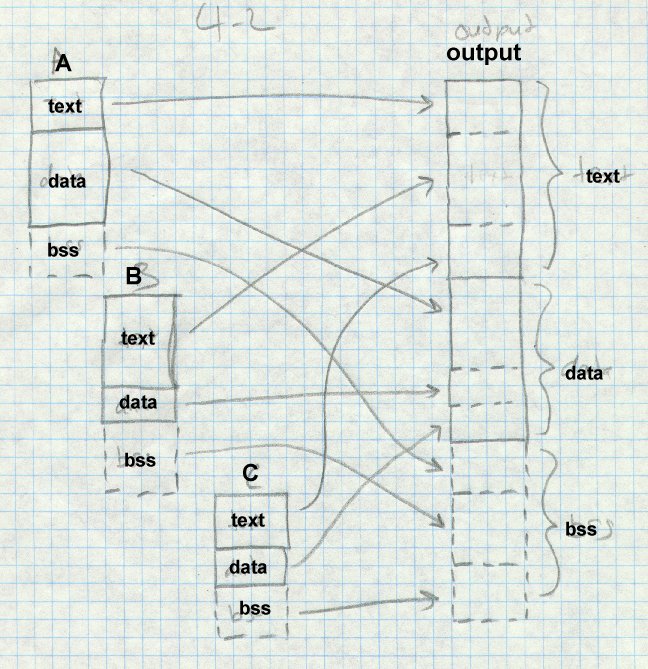 4-2
output
output
A
text
data
bss
B
text
data
bss
C
text
data
bss
text
data
bss